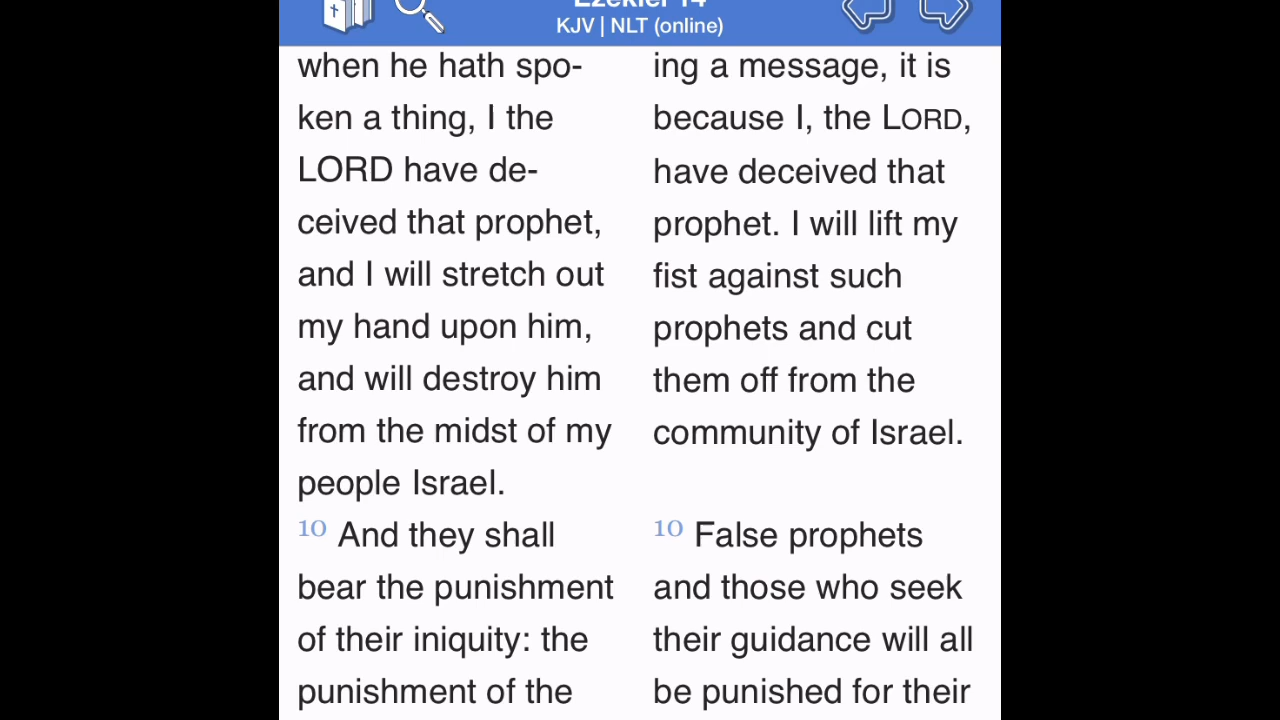 Ezekiel 14
KJV | NLT (online)
when he hath spo-
ken a thing, I the
LORD have de-
ceived that prophet,
and I will stretch out
my hand upon him,
and will destroy him
from the midst of my
people Israel.
10 And they shall
bear the punishment
of their iniquity: the
punishment of the
ing a message, it is
because I, the LORD,
have deceived that
prophet. I will lift my
fist against such
prophets and cut
them off from the
community of Israel.
10 False prophets
and those who seek
their guidance will all
be punished for their